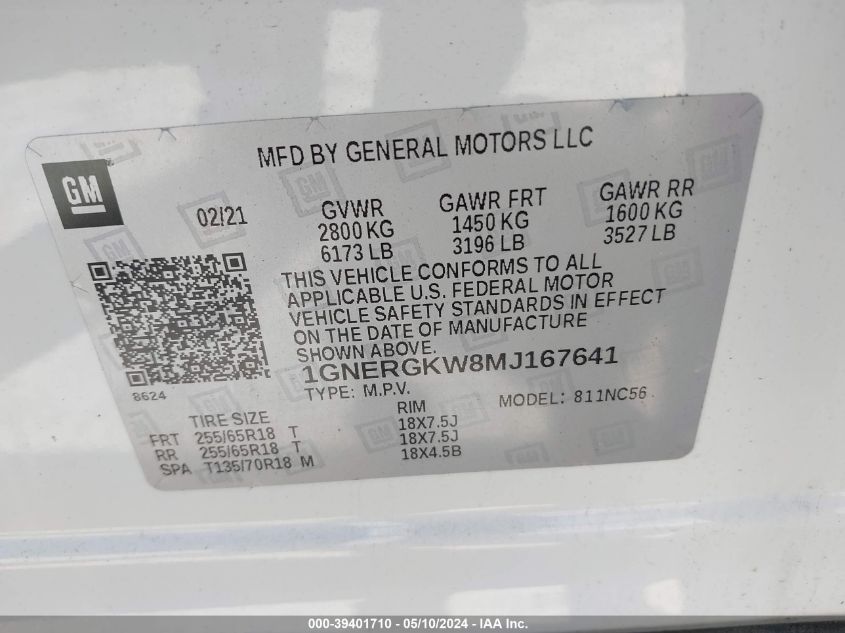 MFD BY GENERAL MOTORS LLC
GM
02/21
GVWR GAWR FRT GAWR RR
2800 KG 1450 KG 1600 KG
6173 LB 3196 LB 3527 LB
THIS VEHICLE CONFORMS TO ALL
APPLICABLE U.S. FEDERAL MOTOR
VEHICLE SAFETY STANDARDS IN EFFECT
ON THE DATE OF MANUFACTURE
SHOWN ABOVE.
1GNERGKW8MJ167641
8624
TYPE: M.P.V. MODEL: 811NC56
TIRE SIZE RIM
FRT 255/65R18 T 18X7.5J
RR 255/65R18 T 18X7.5J
SPA T135/70R18 M 18X4.5B
000-39401710 - 05/10/2024 - IAA Inc.